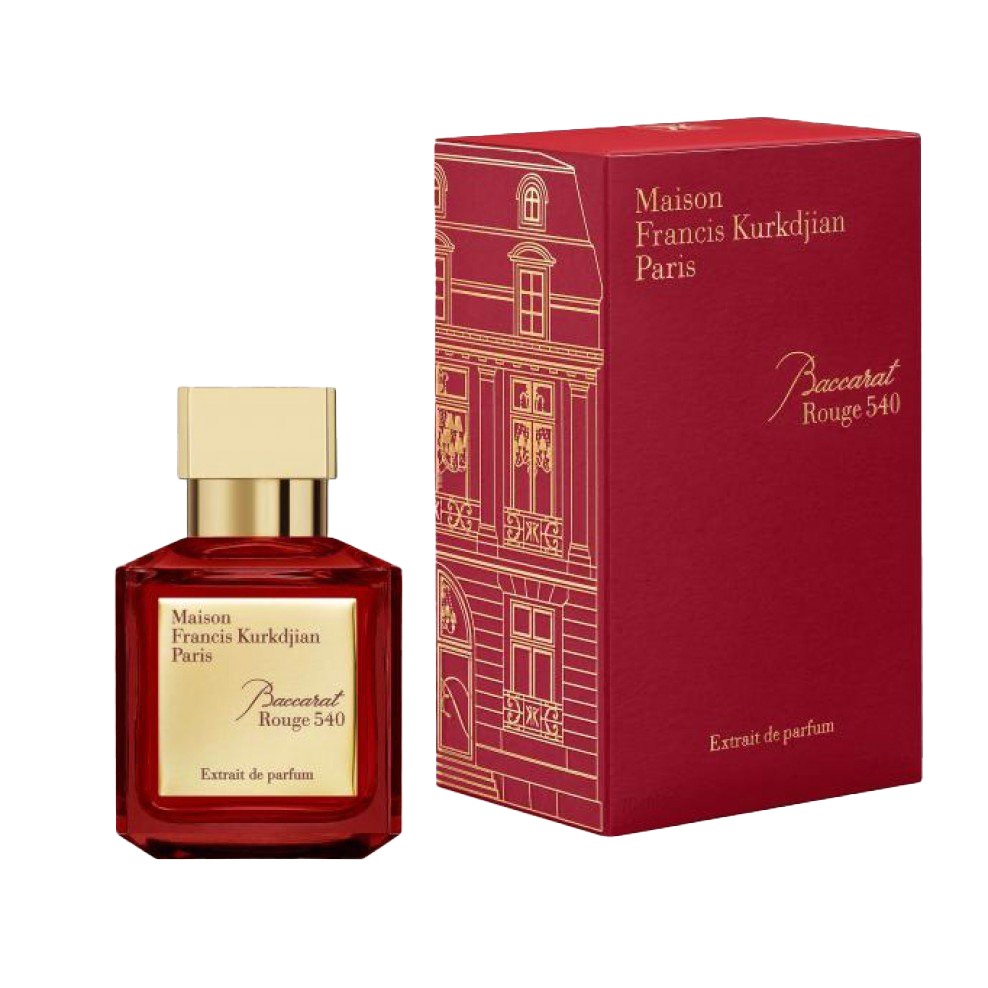 Maison
Francis Kurkdjian
Paris
Baccarat
Rouge 540
Extrait de parfum
Maison
Francis Kurkdjian
Paris
Baccarat
Rouge 540
Extrait de parfum